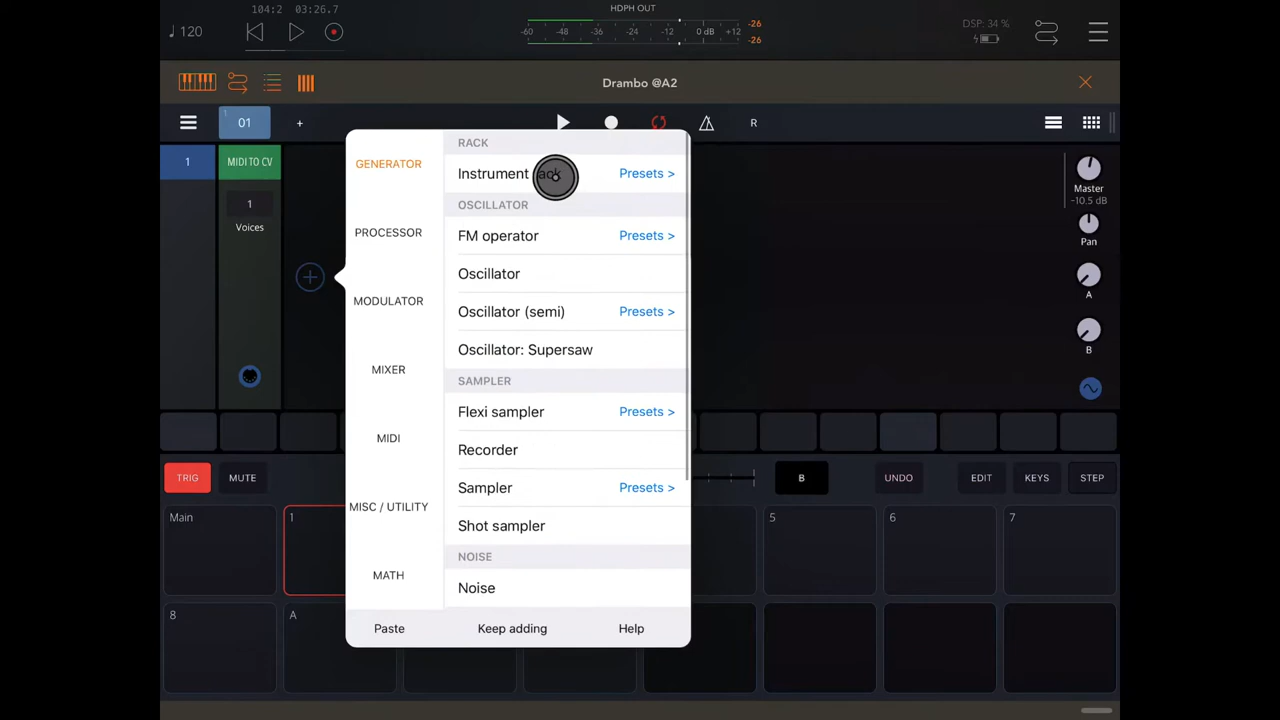 104:2 03:26.7 HDPH OUT
♩ 120 -60 -48 -36 -24 -12 0 dB +12 -26 -26 DSP: 34 %
Drambo @A2
1 01 + R
1 MIDI TO CV
1
Voices
GENERATOR
PROCESSOR
MODULATOR
MIXER
MIDI
MISC / UTILITY
MATH
RACK
Instrument Presets >
OSCILLATOR
FM operator Presets >
Oscillator
Oscillator (semi) Presets >
Oscillator: Supersaw
SAMPLER
Flexi sampler Presets >
Recorder
Sampler Presets >
Shot sampler
NOISE
Noise
Paste Keep adding Help
Master
-10.5 dB
Pan
A
B
TRIG MUTE B UNDO EDIT KEYS STEP
Main 1 5 6 7
8 A